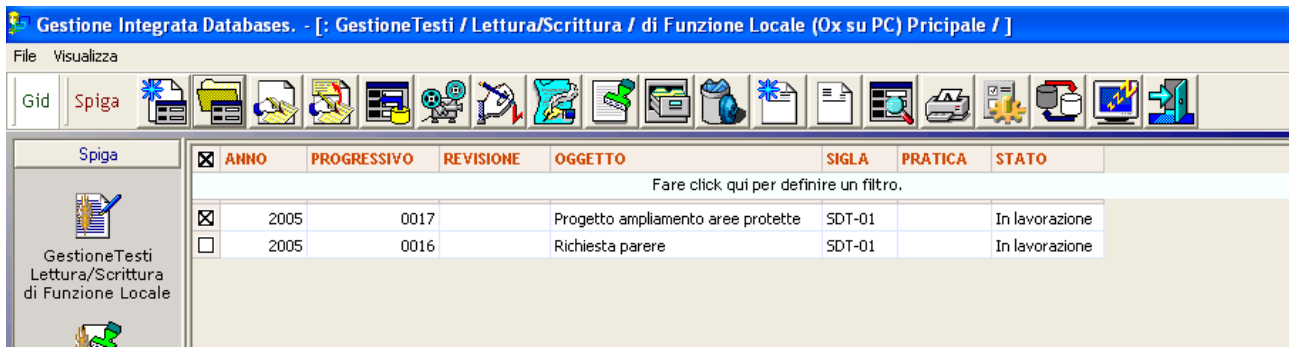 Gestione Integrata Databases. - [: GestioneTesti / Lettura/Scrittura / di Funzione Locale (Ox su PC) Pricipale / ]
File Visualizza
Gid Spiga
Spiga
ANNO PROGRESSIVO REVISIONE OGGETTO SIGLA PRATICA STATO
Fare click qui per definire un filtro.
2005 0017 Progetto ampliamento aree protette SDT-01 In lavorazione
2005 0016 Richiesta parere SDT-01 In lavorazione
GestioneTesti
Lettura/Scrittura
di Funzione Locale